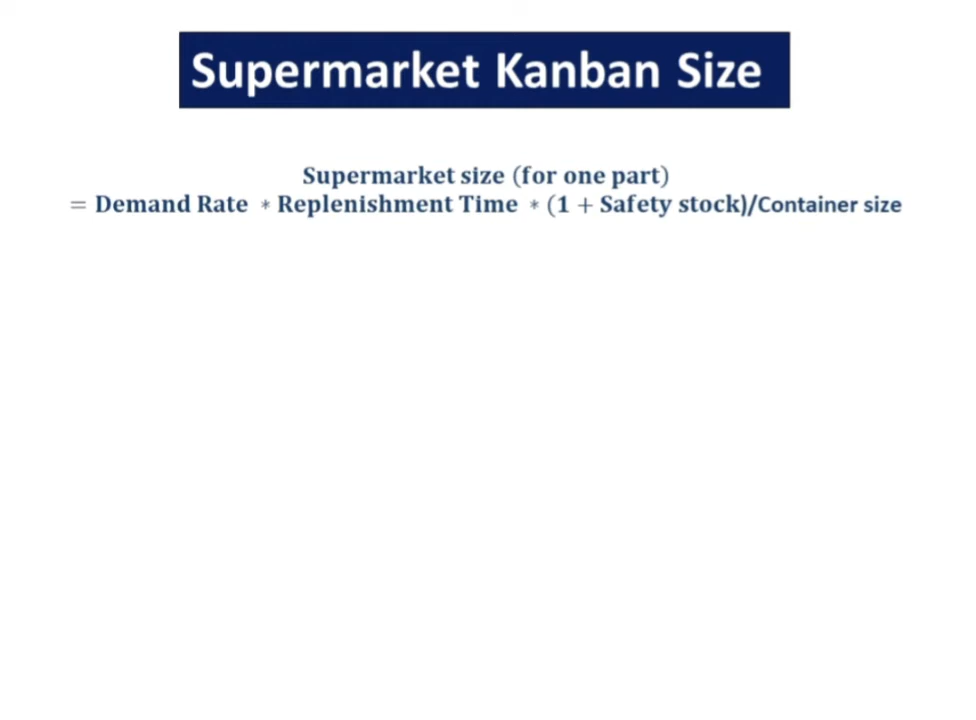 Supermarket Kanban Size
Supermarket size (for one part)
= Demand Rate * Replenishment Time * (1 + Safety stock)/Container size